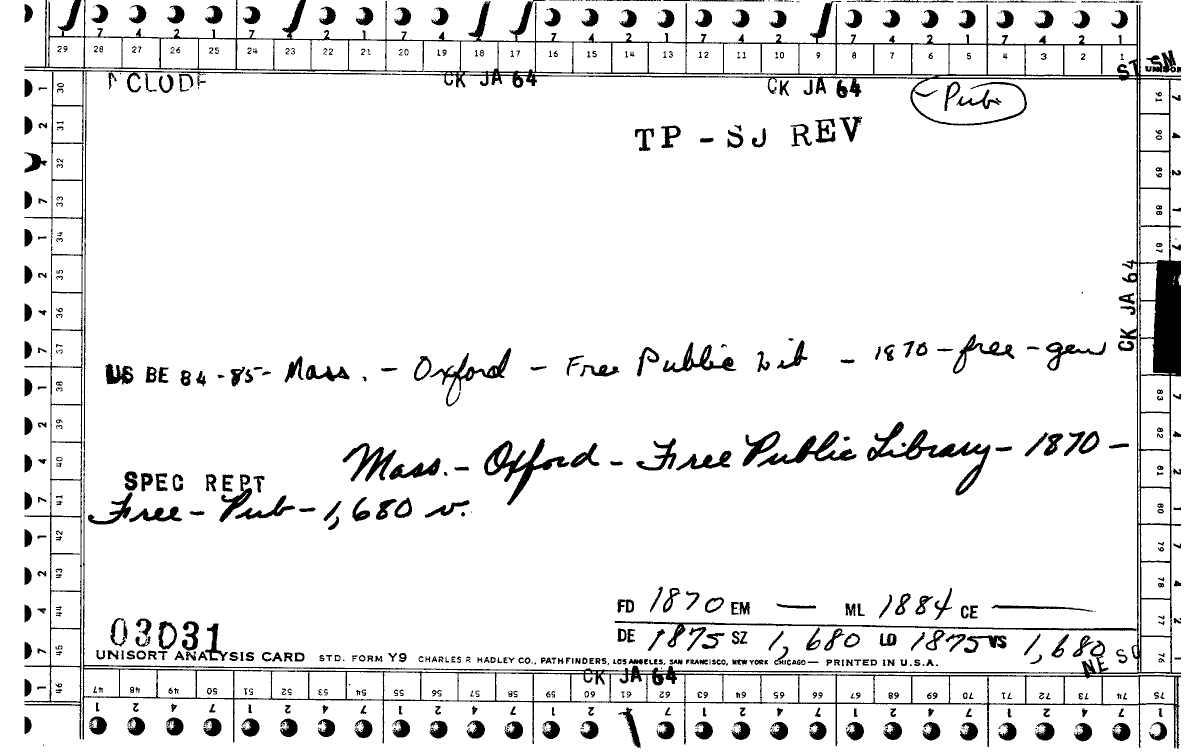 7 4 2 1 7 4 2 1 7 4 2 1 7 4 2 1 7 4 2 1 7 4 2 1 7 4 2 1
29 28 27 26 25 24 23 22 21 20 19 18 17 16 15 14 13 12 11 10 9 8 7 6 5 4 3 2 1
CLUDE CK JA 64 CK JA 64 Pub
TP - SJ REV
CK JA 64
US BE 84-85- Mass. - Oxford - Free Public Lib - 1870 - free - gen
Mass. - Oxford - Free Public Library - 1870 -
SPEC REPT
Free - Pub - 1,680 v.
FD 1870 EM — ML 1884 CE —
03031
DE 1875 SZ 1,680 LD 1875 VS 1,680
UNISORT ANALYSIS CARD STD. FORM Y9 CHARLES R. HADLEY CO., PATHFINDERS, LOS ANGELES, SAN FRANCISCO, NEW YORK CHICAGO — PRINTED IN U.S.A.
CK JA 64
30 31 32 33 34 35 36 37 38 39 40 41 42 43 44 45 46
47 48 49 50 51 52 53 54 55 56 57 58 59 60 61 62 63 64 65 66 67 68 69 70 71 72 73 74 75
76 77 78 79 80 81 82 83 87 88 89 90 91